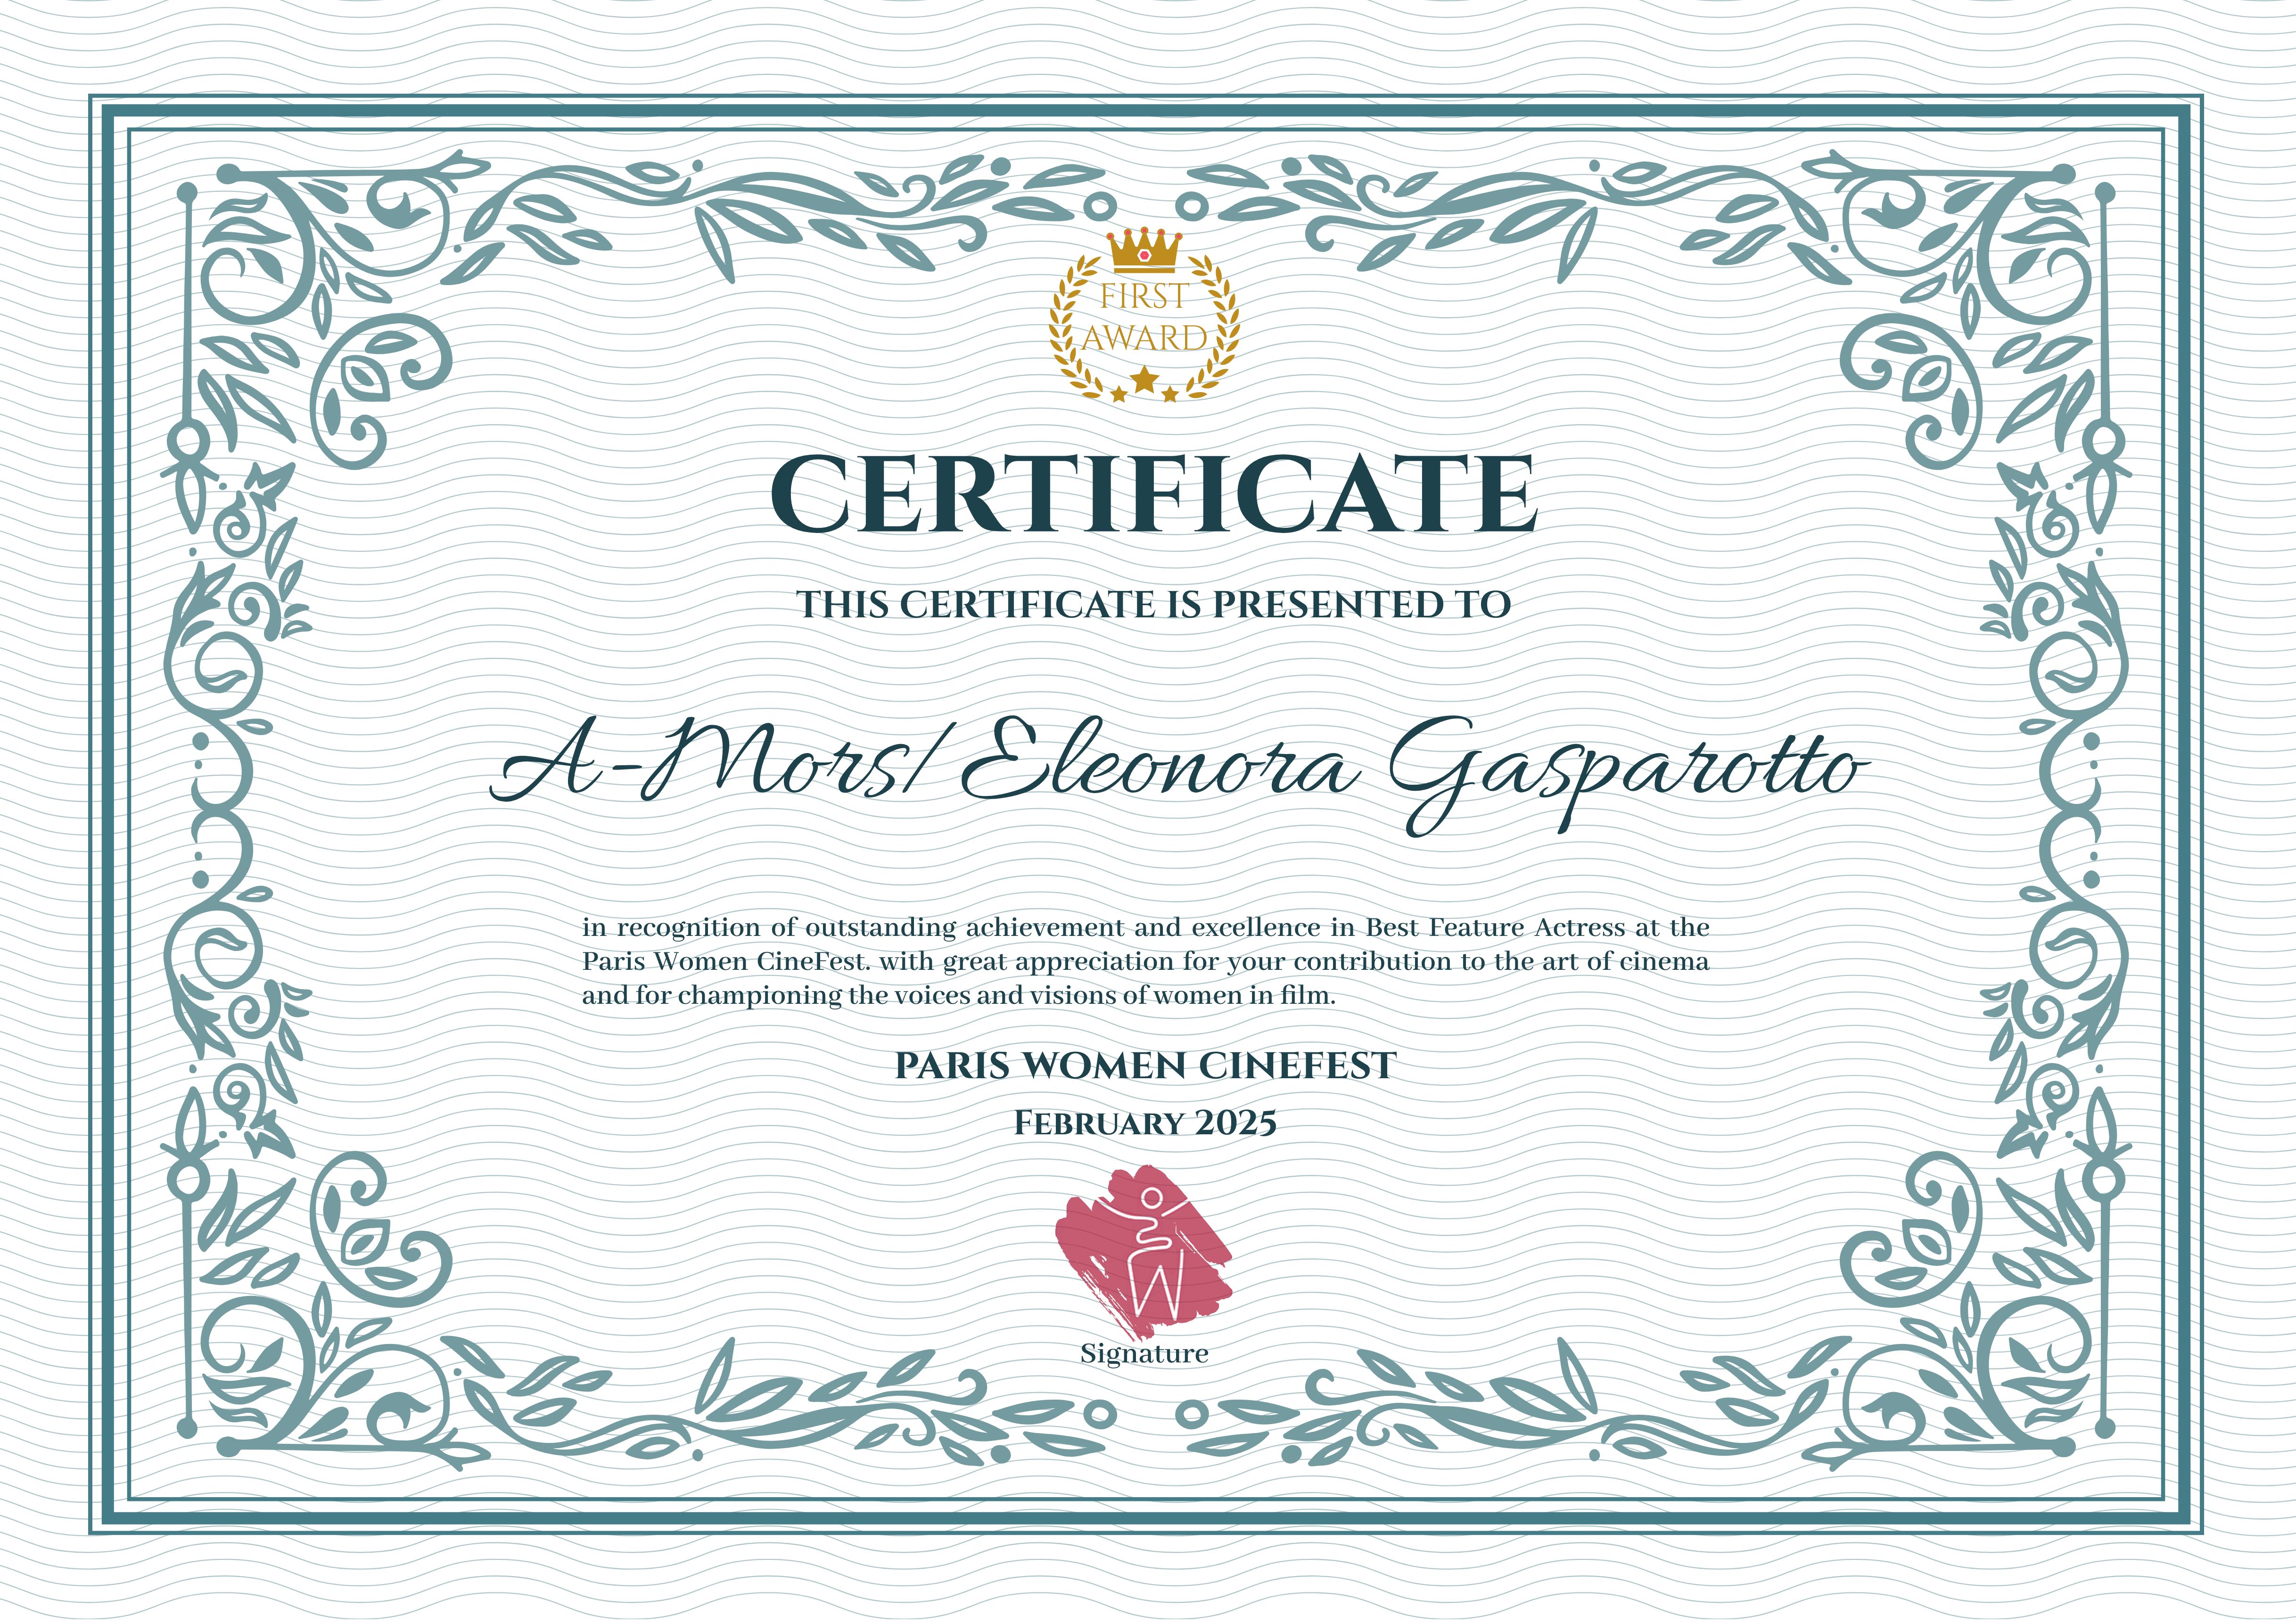 FIRST
AWARD
CERTIFICATE
THIS CERTIFICATE IS PRESENTED TO
A-Mors/ Eleonora Gasparotto
in recognition of outstanding achievement and excellence in Best Feature Actress at the
Paris Women CineFest. with great appreciation for your contribution to the art of cinema
and for championing the voices and visions of women in film.
PARIS WOMEN CINEFEST
FEBRUARY 2025
Signature